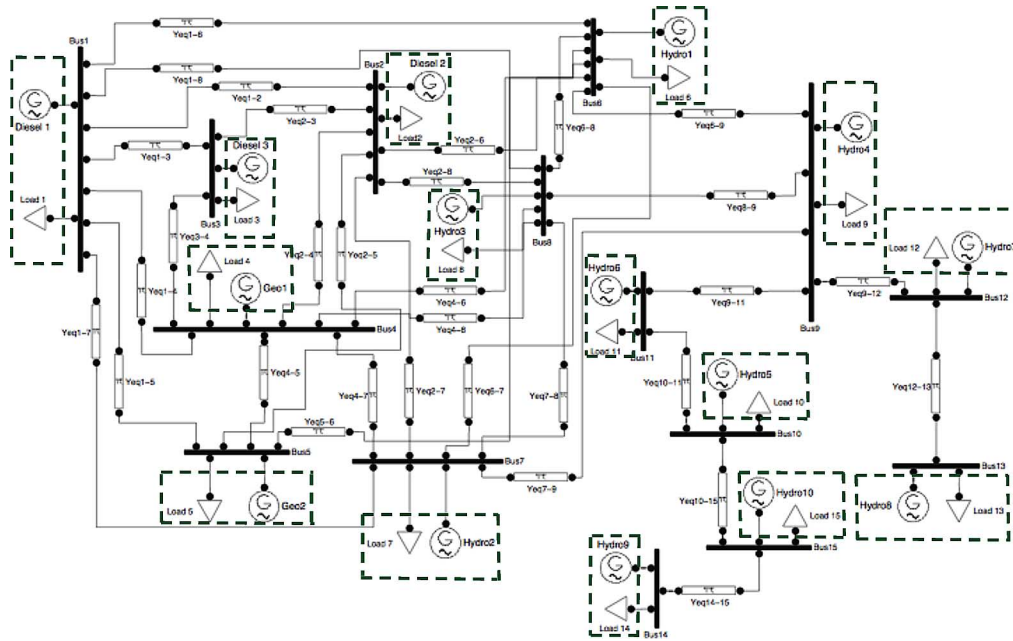 Yeq1-6
Hydro1
Load 6
Bus6
Bus1
Yeq1-8
Bus2
Diesel 2
Load2
Yeq1-2
Yeq2-3
Diesel 1
Yeq1-3
Diesel 3
Load 3
Bus3
Yeq2-6
Yeq6-8
Hydro4
Load 9
Yeq2-8
Hydro3
Load 8
Bus8
Yeq8-9
Load 1
Yeq3-4
Load 4
Geo1
Yeq2-4
Yeq2-5
Yeq1-4
Yeq4-6
Yeq4-8
Bus4
Hydro6
Load 11
Bus11
Yeq9-11
Bus9
Yeq9-12
Load 12
Bus12
Yeq1-7
Yeq1-5
Yeq4-5
Yeq4-7
Yeq2-7
Yeq6-7
Yeq7-8
Yeq10-11
Hydro5
Load 10
Bus10
Yeq12-13
Yeq5-6
Bus5
Bus7
Yeq7-9
Load 5
Geo2
Load 7
Hydro2
Yeq10-15
Hydro10
Load 15
Bus15
Bus13
Hydro8
Load 13
Hydro9
Load 14
Bus14
Yeq14-15